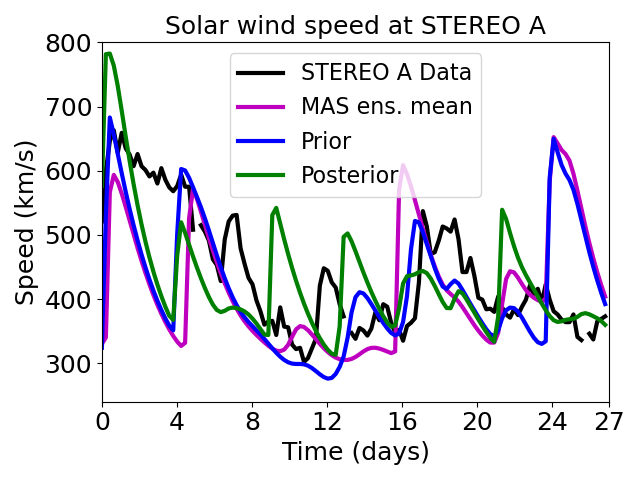 Solar wind speed at STEREO A
800
700
600
500
400
300
Speed (km/s)
STEREO A Data
MAS ens. mean
Prior
Posterior
0 4 8 12 16 20 24 27
Time (days)